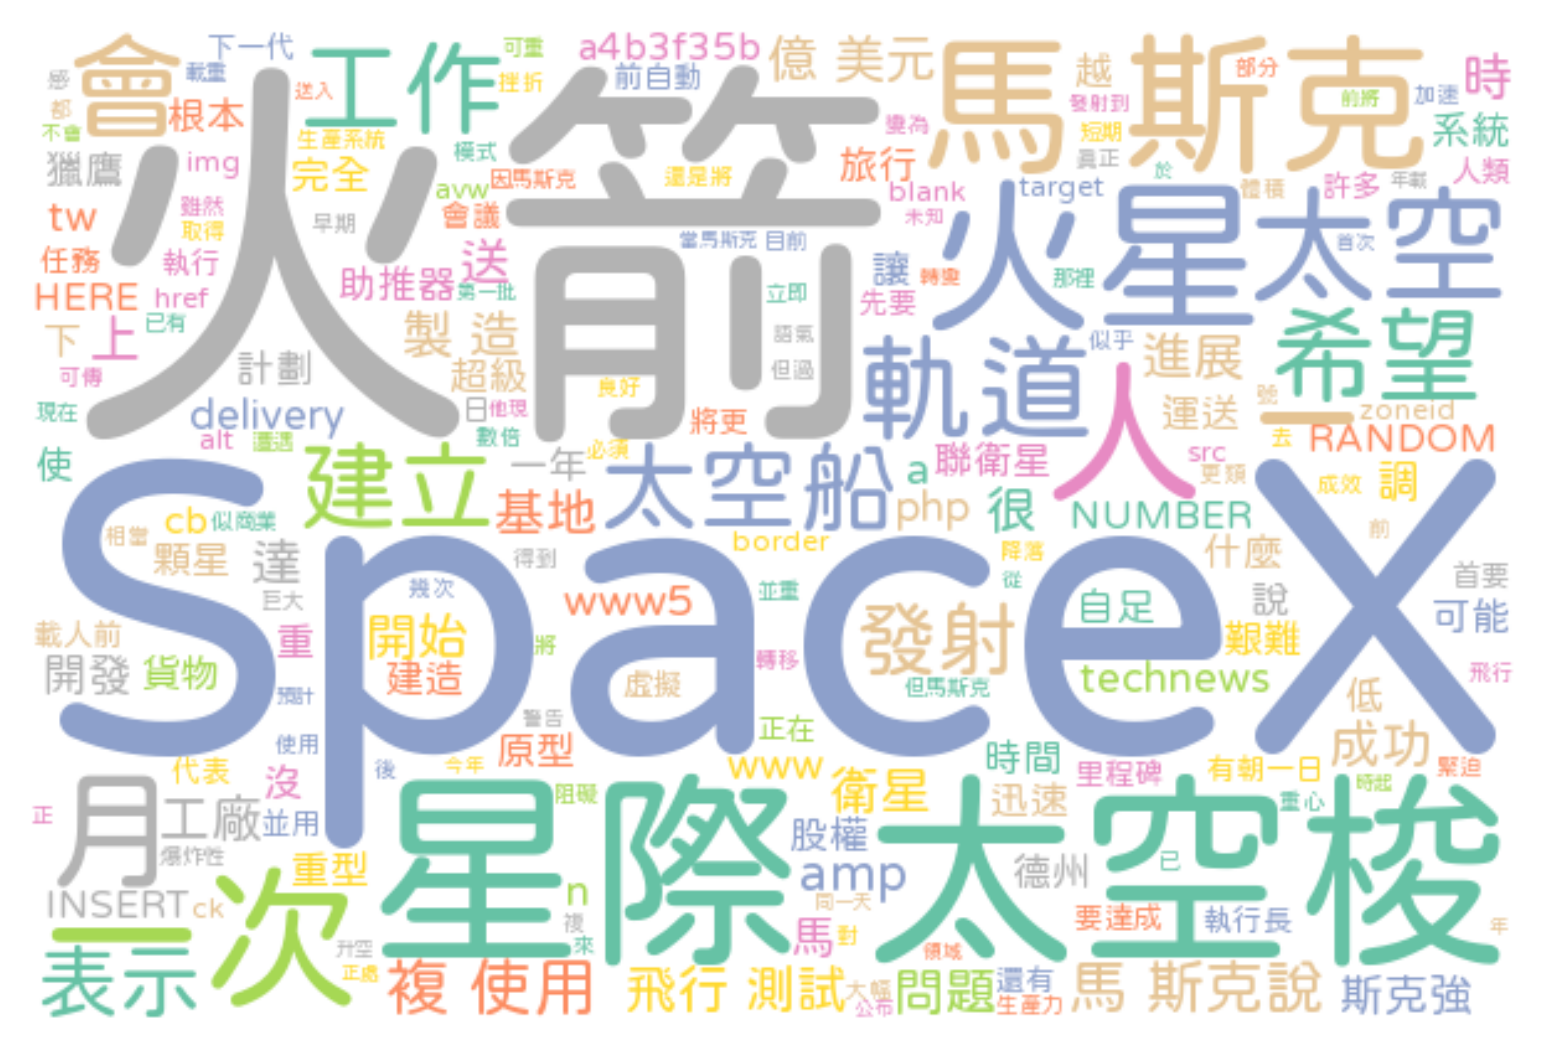 感 會 下一代 載重 工作 可重 挫折 a4b3f35b 前自動 億 美元 馬斯克 越 部分 時
都 不會 根本 送入 生產系統 模式 火箭 變為 發射到 短期 前將 加速 系統
獵鷹 img 完全 avw 因馬斯克 還是將 旅行 真正 於 體積 許多 年載 人類
tw 雖然 取得 早期 會議 blank 未知 target 火星 太空 首次
任務 執行 助推器 送 第一批 當馬斯克 目前 讓 轉變 那裡
HERE href 已有 立即 先要
下 上 計劃 製 造 語氣 軌道 似乎 進展 希望
可傳 超級 良好 但過 人 號 一
現在 delivery 日 他現 將更 運送 zoneid
alt 遭遇 數倍 必須 去 RANDOM
使 建立 一年 太空船 a 聯衛星 src 更類 成效 調
cb 似商業 基地 php 很 NUMBER 前
相當 SpaceX
顆星 達 得到 border 降落 什麼 首要
巨大 幾次 並重 從
www5 自足 說 可能
載人前 重 開始 將 發射 艱難
開發 貨物 建造 轉移 虛擬 但馬斯克 technews 飛行
預計 警告 低
使用 原型 正在 時間 成功
代表 沒 後 今年 www 里程碑 有朝一日 緊迫
月 阻礙 衛星 迅速 重心 時起
正 工廠 並用 星際 太空梭 股權
爆炸性 重型 amp 德州 已
INSERT ck 一次 n 同一天
複 要達成 執行長 年
升空 來 馬 對 領域
表示 正處 複 使用 飛行 測試 大幅 公布 問題 還有 生產力 馬 斯克說 斯克強